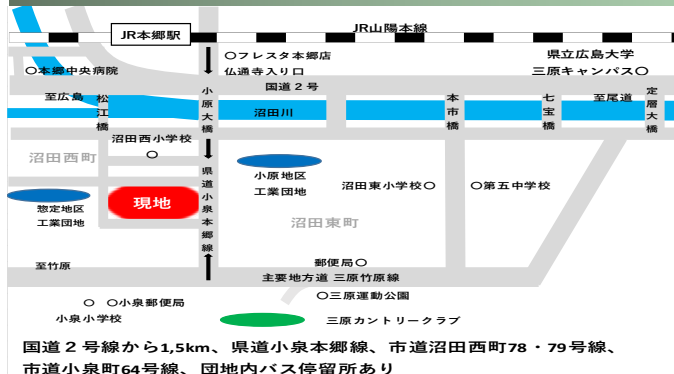 JR本郷駅
JR山陽本線
〇フレスタ本郷店
県立広島大学
〇本郷中央病院
仏通寺入り口
三原キャンパス〇
国道２号
至広島
松江橋
小原大橋
沼田川
本市橋
七宝橋
至尾道
定屋大橋
沼田西小学校
〇
沼田西町
県道小泉本郷線
小原地区
工業団地
沼田東小学校〇
〇第五中学校
現地
惣定地区
工業団地
沼田東町
至竹原
郵便局〇
主要地方道 三原竹原線
〇 〇小泉郵便局
〇三原運動公園
小泉小学校
三原カントリークラブ
国道２号線から1,5km、県道小泉本郷線、市道沼田西町78・79号線、
市道小泉町64号線、団地内バス停留所あり